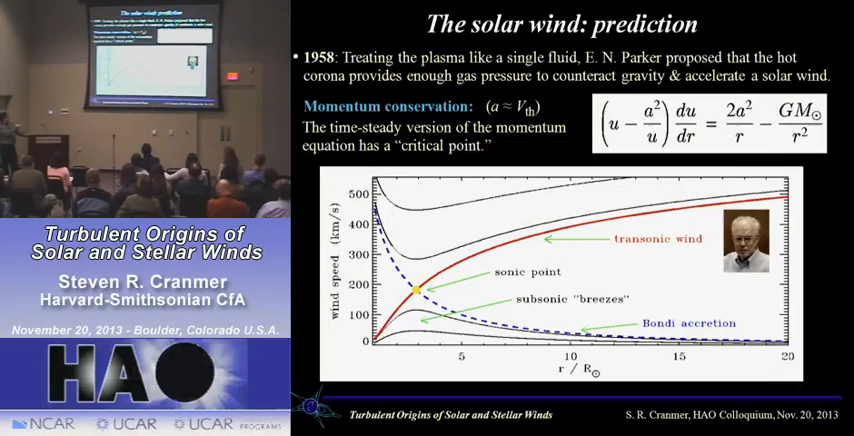 The solar wind: prediction
• 1958: Treating the plasma like a single fluid, E. N. Parker proposed that the hot
corona provides enough gas pressure to counteract gravity & accelerate a solar wind.
Momentum conservation: (a ≈ Vth)
The time-steady version of the momentum
equation has a “critical point.”
(u − a²/u) du/dr = 2a²/r − GM☉/r²
wind speed (km/s)
500
400
300
200
100
0
transonic wind
sonic point
subsonic "breezes"
Bondi accretion
5
10
15
20
r / R☉
Turbulent Origins of Solar and Stellar Winds
S. R. Cranmer, HAO Colloquium, Nov. 20, 2013
The solar wind: prediction
Turbulent Origins of
Solar and Stellar Winds
Steven R. Cranmer
Harvard-Smithsonian CfA
November 20, 2013 - Boulder, Colorado U.S.A.
HAO
NCAR
UCAR
UCAR PROGRAMS